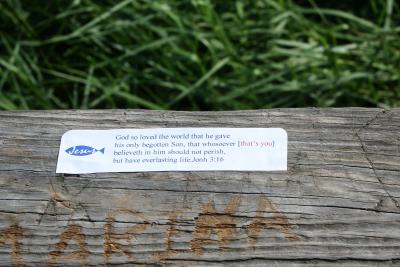 God so loved the world that he gave
his only begotten Son, that whosoever [that's you]
believeth in him should not perish,
but have everlasting life.Jonh 3:16
Jesus